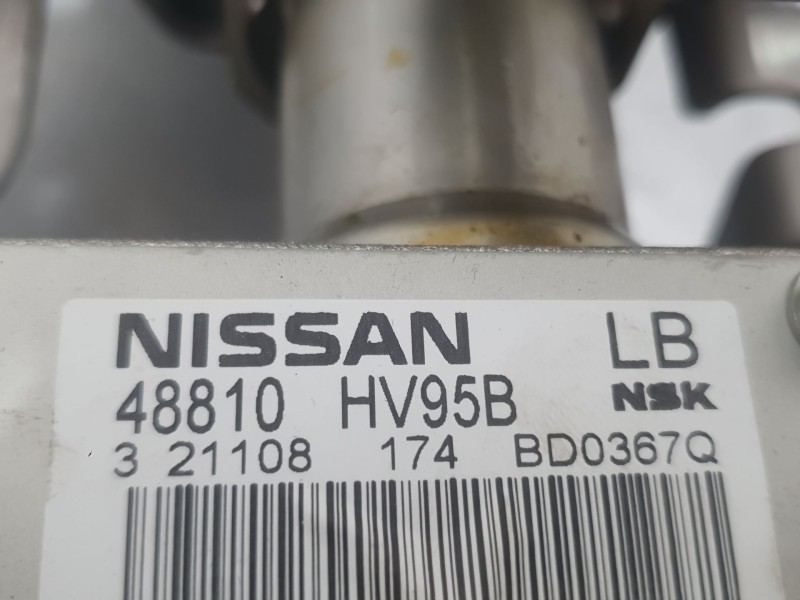 NISSAN LB
48810 HV95B NSK
3 21108 174 BD0367Q